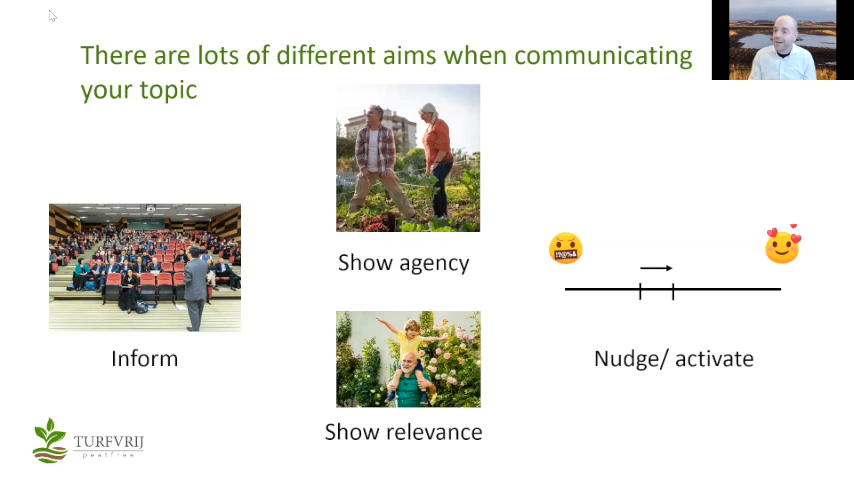 There are lots of different aims when communicating
your topic
Show agency
Inform
Show relevance
Nudge/ activate
!?@%&
TURFVRIJ
peatfree